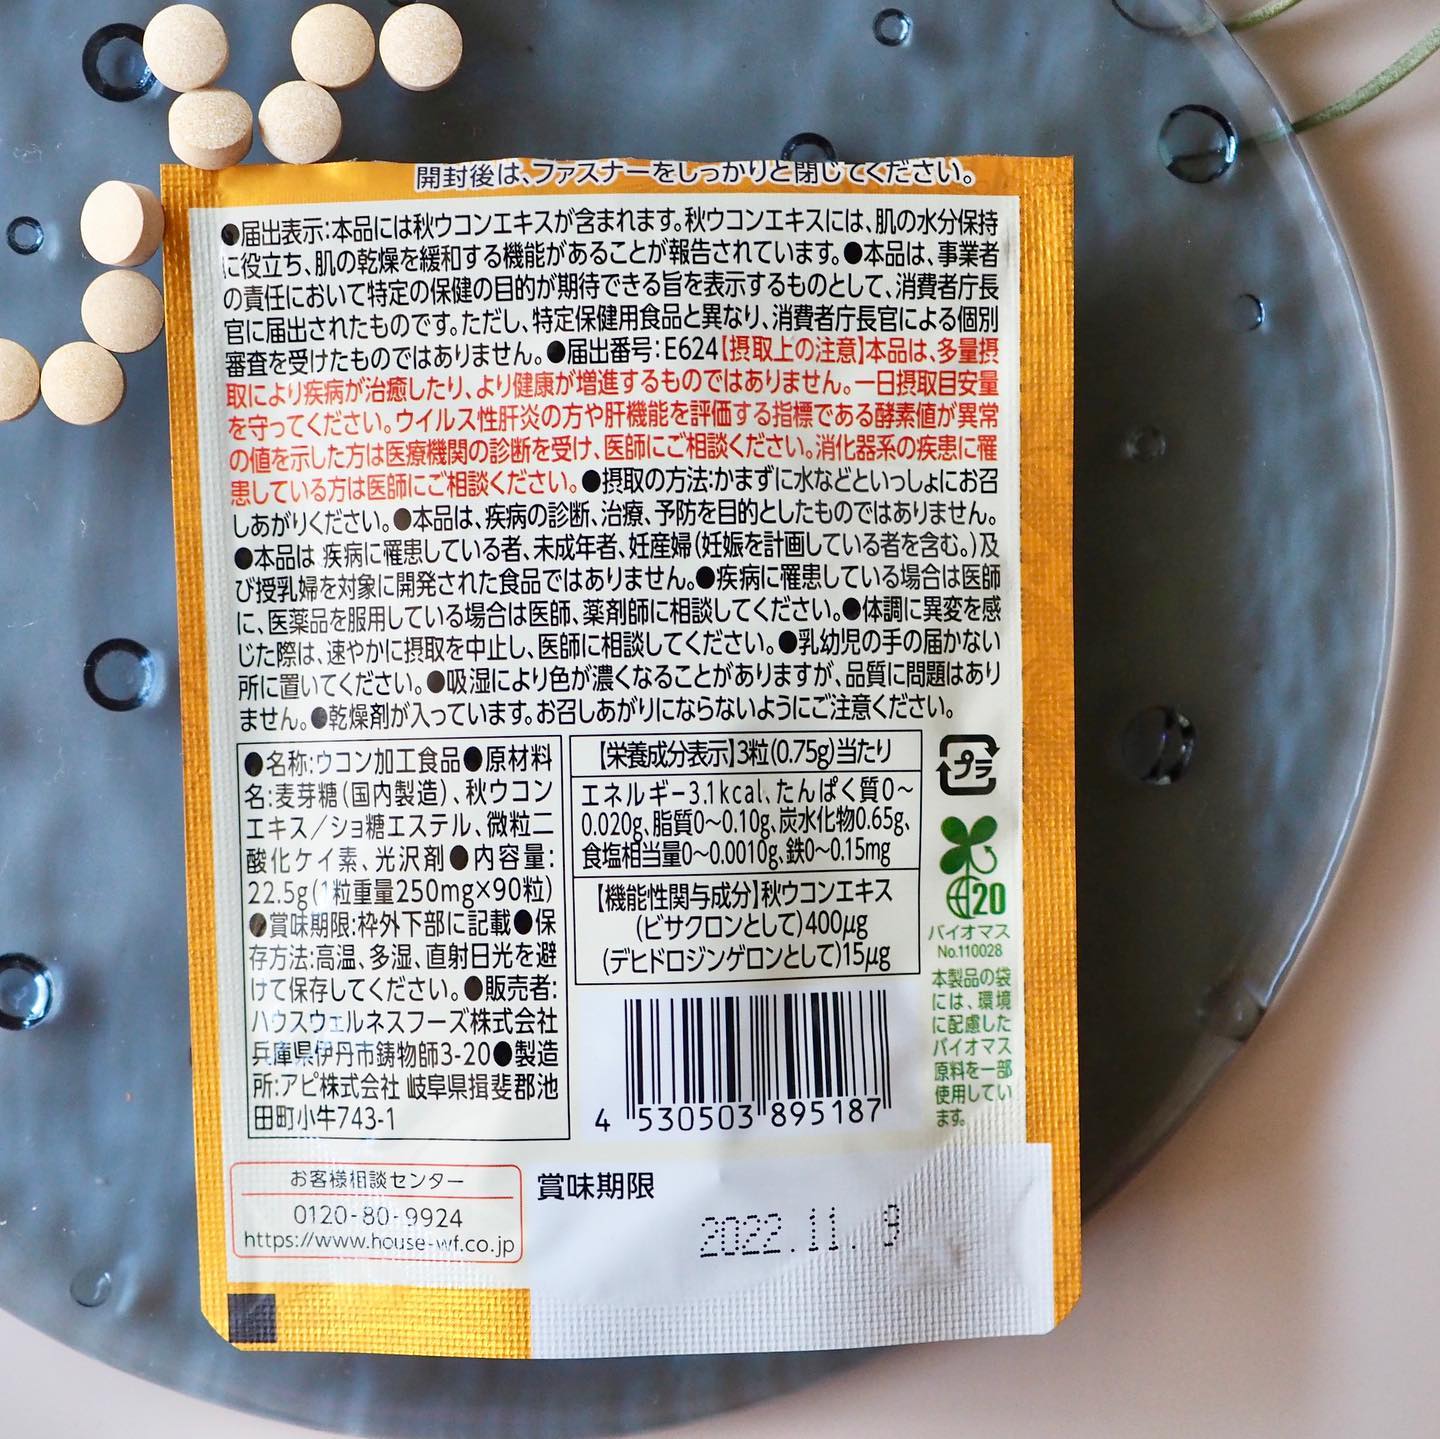 開封後は、ファスナーをしっかりと閉じてください。
●届出表示:本品には秋ウコンエキスが含まれます。秋ウコンエキスには、肌の水分保持
に役立ち、肌の乾燥を緩和する機能があることが報告されています。●本品は、事業者
の責任において特定の保健の目的が期待できる旨を表示するものとして、消費者庁長
官に届出されたものです。ただし、特定保健用食品と異なり、消費者庁長官による個別
審査を受けたものではありません。●届出番号:E624【摂取上の注意】本品は、多量摂
取により疾病が治癒したり、より健康が増進するものではありません。一日摂取目安量
を守ってください。ウイルス性肝炎の方や肝機能を評価する指標である酵素値が異常
の値を示した方は医療機関の診断を受け、医師にご相談ください。消化器系の疾患に罹
患している方は医師にご相談ください。●摂取の方法:かまずに水などといっしょにお召
しあがりください。●本品は、疾病の診断、治療、予防を目的としたものではありません。
●本品は、疾病に罹患している者、未成年者、妊産婦(妊娠を計画している者を含む。)及
び授乳婦を対象に開発された食品ではありません。●疾病に罹患している場合は医師
に、医薬品を服用している場合は医師、薬剤師に相談してください。●体調に異変を感
じた際は、速やかに摂取を中止し、医師に相談してください。●乳幼児の手の届かない
所に置いてください。●吸湿により色が濃くなることがありますが、品質に問題はあり
ません。●乾燥剤が入っています。お召しあがりにならないようにご注意ください。
●名称:ウコン加工食品●原材料
名:麦芽糖(国内製造)、秋ウコン
エキス/ショ糖エステル、微粒二
酸化ケイ素、光沢剤●内容量:
22.5g(1粒重量250mg×90粒)
●賞味期限:枠外下部に記載●保
存方法:高温、多湿、直射日光を避
けて保存してください。●販売者:
ハウスウェルネスフーズ株式会社
兵庫県伊丹市鋳物師3-20●製造
所:アピ株式会社 岐阜県揖斐郡池
田町小牛743-1
【栄養成分表示】3粒(0.75g)当たり
エネルギー3.1kcal、たんぱく質0~
0.020g、脂質0~0.10g、炭水化物0.65g、
食塩相当量0~0.0010g、鉄0~0.15mg
【機能性関与成分】秋ウコンエキス
(ビサクロンとして)400μg
(デヒドロジンゲロンとして)15μg
プラ
20
バイオマス
No.110028
本製品の袋
には、環境
に配慮した
バイオマス
原料を一部
使用してい
ます。
4 530503 895187
お客様相談センター
0120-80-9924
https://www.house-wf.co.jp
賞味期限
2022.11. 9